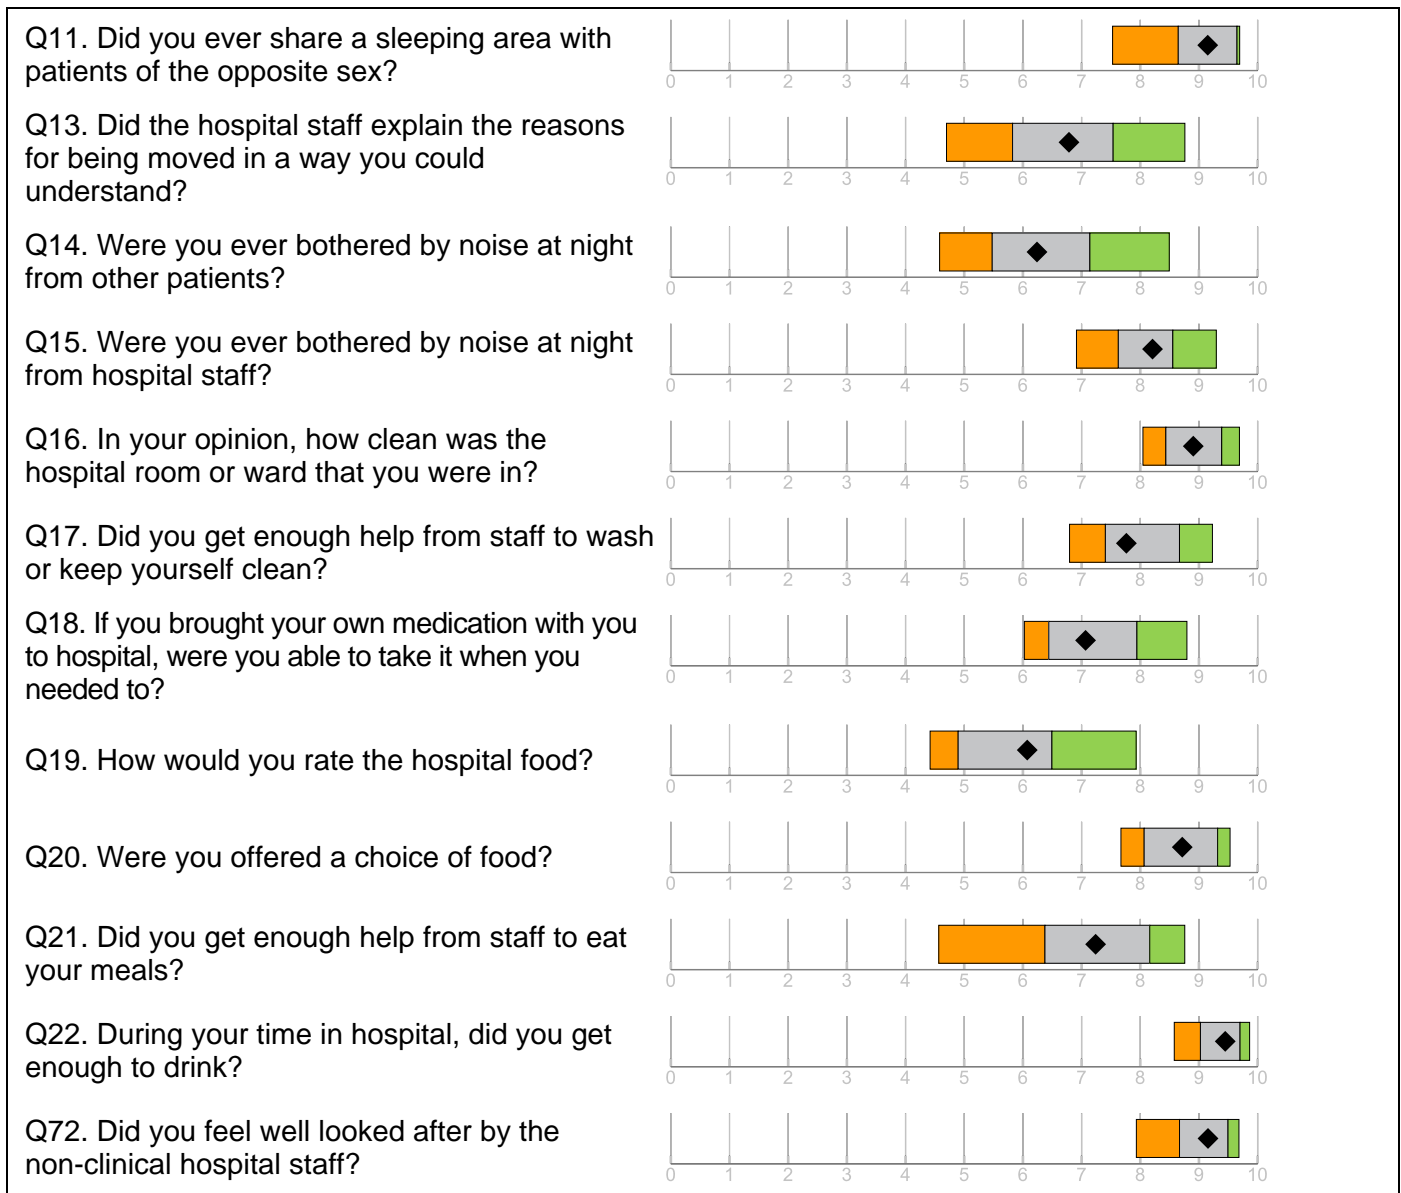 Q11. Did you ever share a sleeping area with
patients of the opposite sex?
0 1 2 3 4 5 6 7 8 9 10
Q13. Did the hospital staff explain the reasons
for being moved in a way you could
understand?
0 1 2 3 4 5 6 7 8 9 10
Q14. Were you ever bothered by noise at night
from other patients?
0 1 2 3 4 5 6 7 8 9 10
Q15. Were you ever bothered by noise at night
from hospital staff?
0 1 2 3 4 5 6 7 8 9 10
Q16. In your opinion, how clean was the
hospital room or ward that you were in?
0 1 2 3 4 5 6 7 8 9 10
Q17. Did you get enough help from staff to wash
or keep yourself clean?
0 1 2 3 4 5 6 7 8 9 10
Q18. If you brought your own medication with you
to hospital, were you able to take it when you
needed to?
0 1 2 3 4 5 6 7 8 9 10
Q19. How would you rate the hospital food?
0 1 2 3 4 5 6 7 8 9 10
Q20. Were you offered a choice of food?
0 1 2 3 4 5 6 7 8 9 10
Q21. Did you get enough help from staff to eat
your meals?
0 1 2 3 4 5 6 7 8 9 10
Q22. During your time in hospital, did you get
enough to drink?
0 1 2 3 4 5 6 7 8 9 10
Q72. Did you feel well looked after by the
non-clinical hospital staff?
0 1 2 3 4 5 6 7 8 9 10